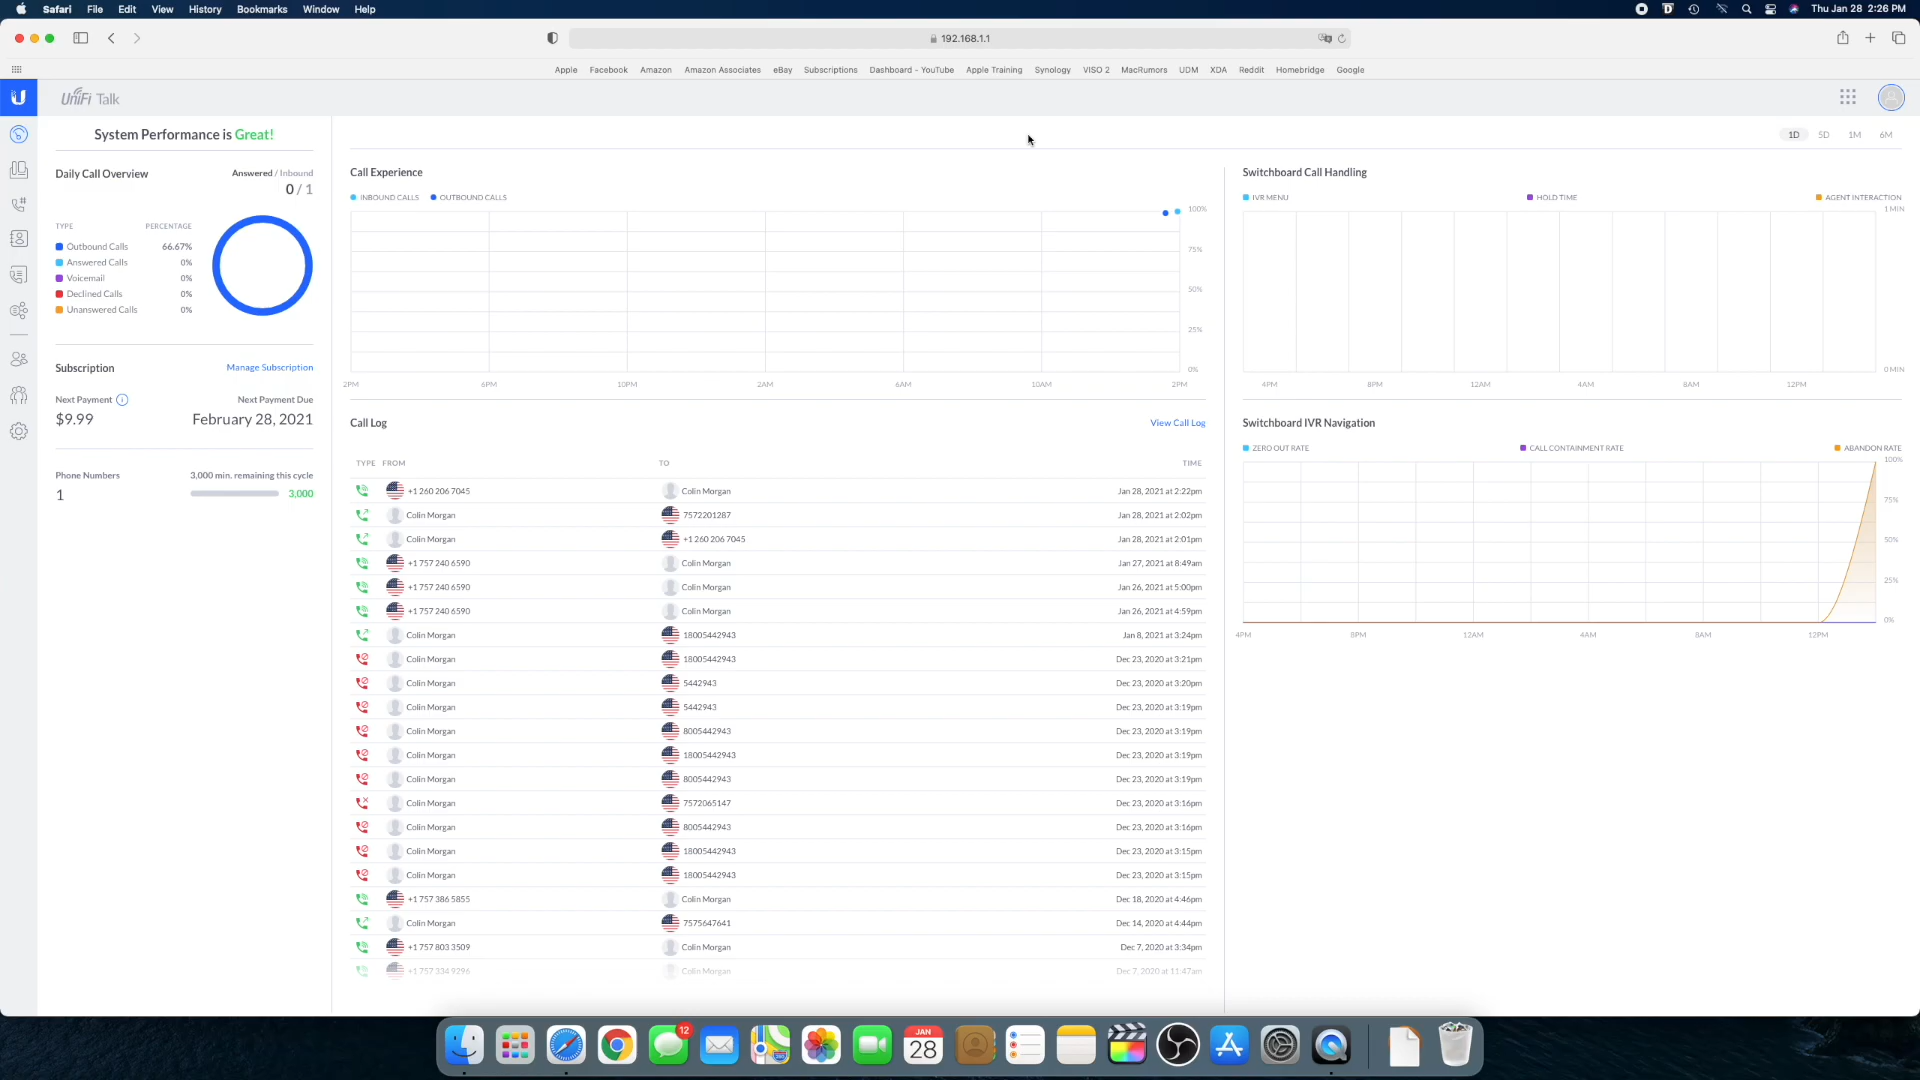 Safari File Edit View History Bookmarks Window Help
Thu Jan 28 2:26 PM
192.168.1.1
Apple Facebook Amazon Amazon Associates eBay Subscriptions Dashboard - YouTube Apple Training Synology VISO 2 MacRumors UDM XDA Reddit Homebridge Google
U
UniFi Talk
System Performance is Great!
Daily Call Overview
Answered / Inbound
0 / 1
TYPE PERCENTAGE
Outbound Calls 66.67%
Answered Calls 0%
Voicemail 0%
Declined Calls 0%
Unanswered Calls 0%
Subscription Manage Subscription
Next Payment Next Payment Due
$9.99 February 28, 2021
Phone Numbers 3,000 min. remaining this cycle
1 3,000
1D 5D 1M 6M
Call Experience
INBOUND CALLS OUTBOUND CALLS
100%
75%
50%
25%
0%
2PM 6PM 10PM 2AM 6AM 10AM 2PM
Call Log View Call Log
TYPE FROM TO TIME
+1 260 206 7045 Colin Morgan Jan 28, 2021 at 2:22pm
Colin Morgan 7572201287 Jan 28, 2021 at 2:02pm
Colin Morgan +1 260 206 7045 Jan 28, 2021 at 2:01pm
+1 757 240 6590 Colin Morgan Jan 27, 2021 at 8:49am
+1 757 240 6590 Colin Morgan Jan 26, 2021 at 5:00pm
+1 757 240 6590 Colin Morgan Jan 26, 2021 at 4:59pm
Colin Morgan 18005442943 Jan 8, 2021 at 3:24pm
Colin Morgan 18005442943 Dec 23, 2020 at 3:21pm
Colin Morgan 5442943 Dec 23, 2020 at 3:20pm
Colin Morgan 5442943 Dec 23, 2020 at 3:19pm
Colin Morgan 8005442943 Dec 23, 2020 at 3:19pm
Colin Morgan 18005442943 Dec 23, 2020 at 3:19pm
Colin Morgan 8005442943 Dec 23, 2020 at 3:19pm
Colin Morgan 7572065147 Dec 23, 2020 at 3:16pm
Colin Morgan 8005442943 Dec 23, 2020 at 3:16pm
Colin Morgan 18005442943 Dec 23, 2020 at 3:15pm
Colin Morgan 18005442943 Dec 23, 2020 at 3:15pm
+1 757 386 5855 Colin Morgan Dec 18, 2020 at 4:46pm
Colin Morgan 7575647641 Dec 14, 2020 at 4:44pm
+1 757 803 3509 Colin Morgan Dec 7, 2020 at 3:34pm
+1 757 334 9296 Colin Morgan Dec 7, 2020 at 11:47am
Switchboard Call Handling
IVR MENU HOLD TIME AGENT INTERACTION
1 MIN
0 MIN
4PM 8PM 12AM 4AM 8AM 12PM
Switchboard IVR Navigation
ZERO OUT RATE CALL CONTAINMENT RATE ABANDON RATE
100%
75%
50%
25%
0%
4PM 8PM 12AM 4AM 8AM 12PM
12
JAN
28